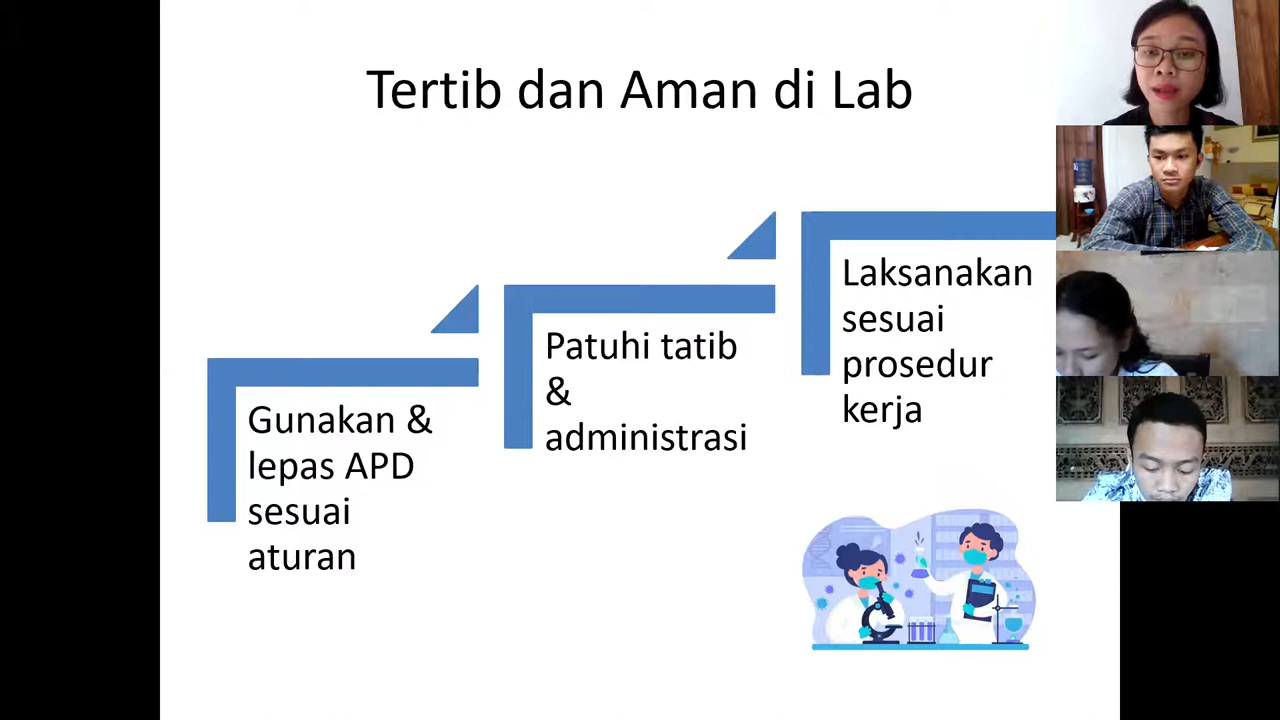 Tertib dan Aman di Lab
Gunakan &
lepas APD
sesuai
aturan
Patuhi tatib
&
administrasi
Laksanakan
sesuai
prosedur
kerja